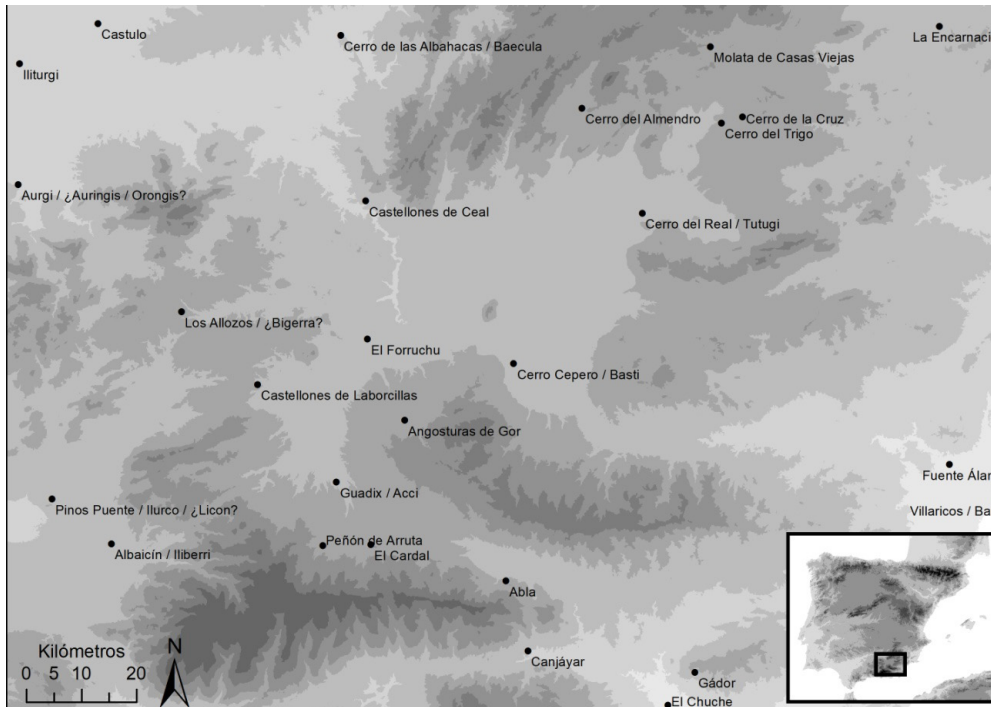 Castulo
Cerro de las Albahacas / Baecula
La Encarnaci
Molata de Casas Viejas
Iliturgi
Cerro del Almendro
Cerro de la Cruz
Cerro del Trigo
Aurgi / ¿Auringis / Orongis?
Castellones de Ceal
Cerro del Real / Tutugi
Los Allozos / ¿Bigerra?
El Forruchu
Cerro Cepero / Basti
Castellones de Laborcillas
Angosturas de Gor
Fuente Álar
Guadix / Acci
Pinos Puente / Ilurco / ¿Licon?
Villaricos / Ba
Albaicín / Iliberri
Peñón de Arruta
El Cardal
Abla
Kilómetros
N
0 5 10 20
Canjáyar
Gádor
El Chuche